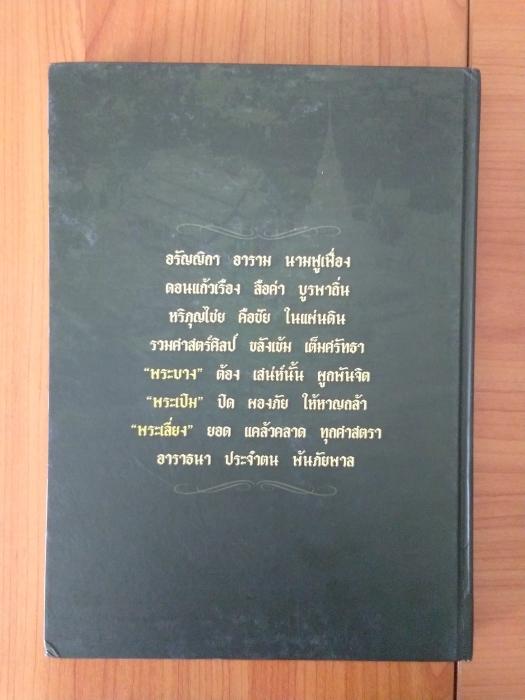 อรัญญิกา อาราม นามฟูเฟื่อง
ดอนแก้วเรือง ลือค่า บูรพาถิ่น
หริภุญไชย คือชัย ในแผ่นดิน
รวมศาสตร์ศิลป์ ขลังเข้ม เต็มศรัทธา
“พระบาง” ต้อง เสน่ห์นั้น ผูกพันจิต
“พระเปิม” ปิด ผองภัย ให้หาญกล้า
“พระเลี่ยง” ยอด แคล้วคลาด ทุกศาสตรา
อาราธนา ประจำตน พ้นภัยพาล